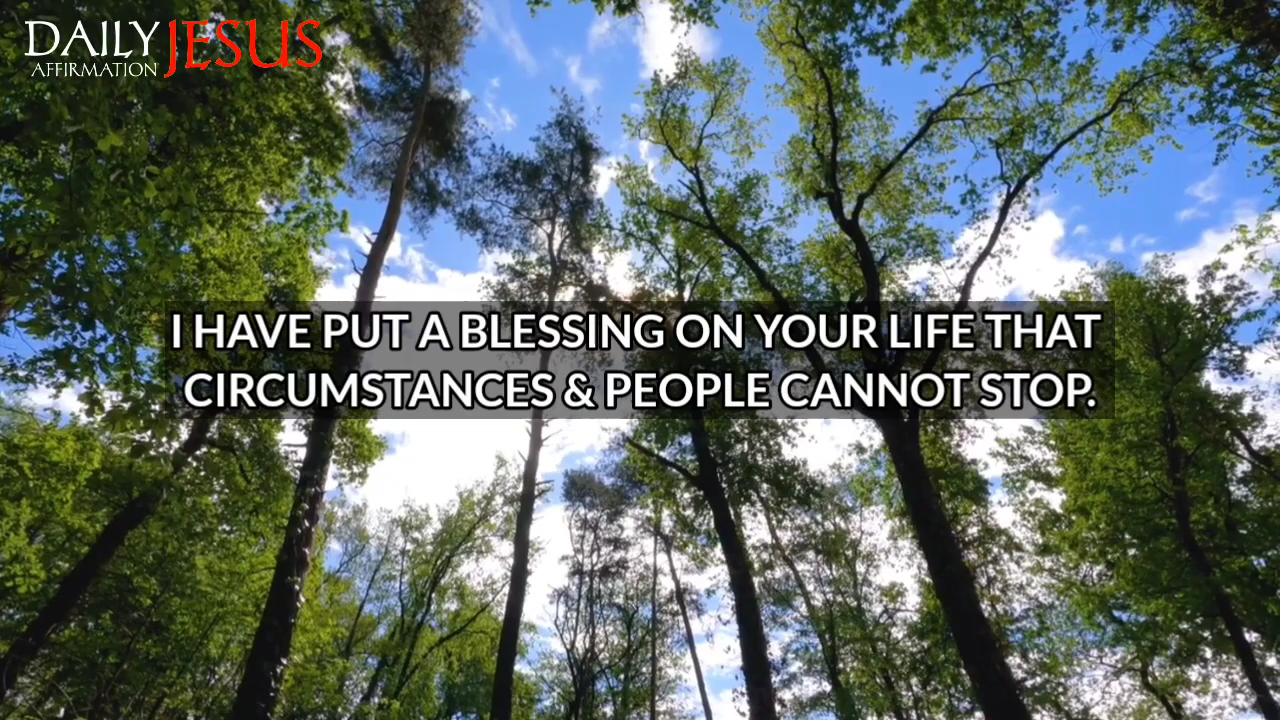 DAILY JESUS
AFFIRMATION
I HAVE PUT A BLESSING ON YOUR LIFE THAT
CIRCUMSTANCES & PEOPLE CANNOT STOP.